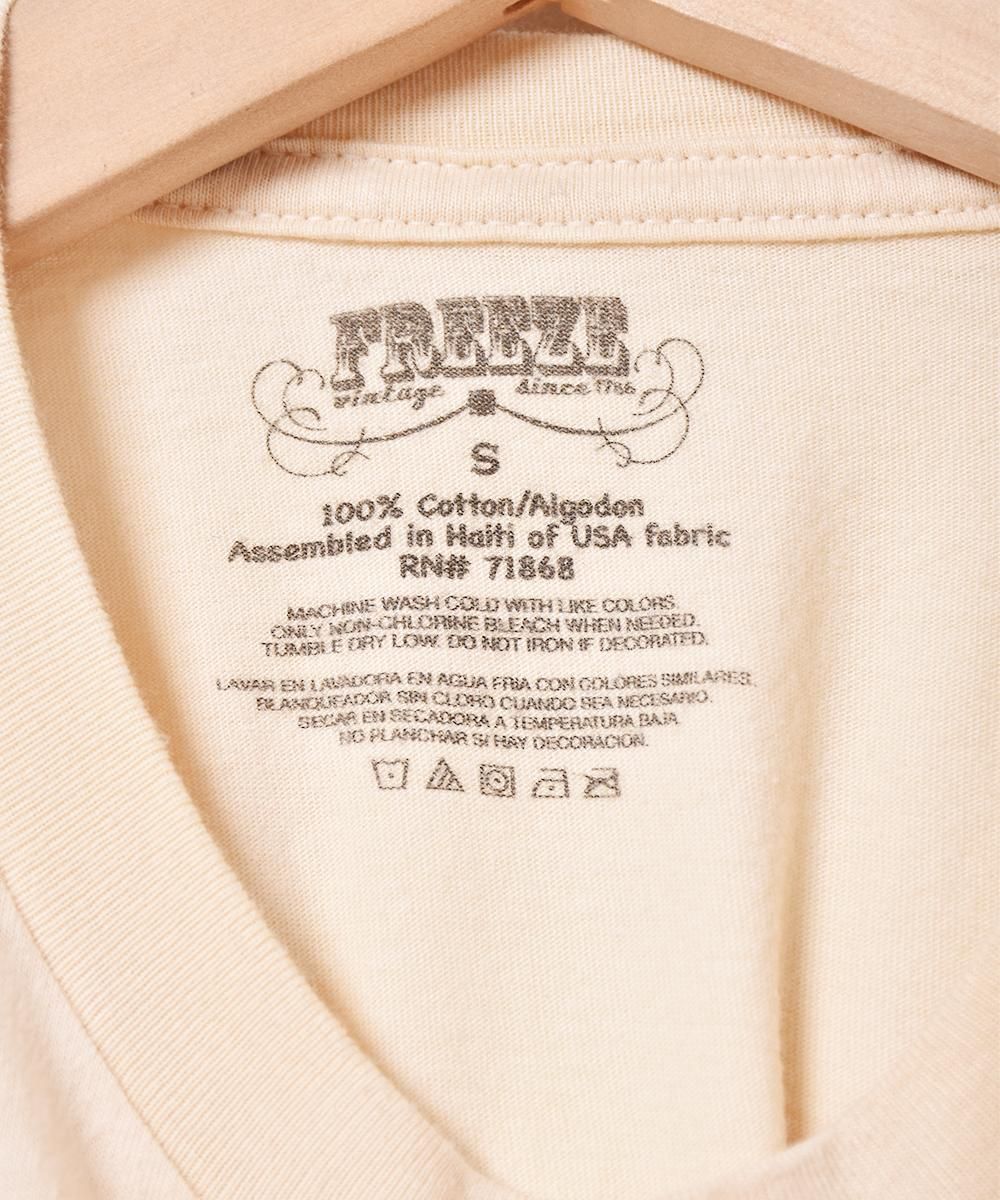 FREEZE
vintage since 1786
S
100% Cotton/Algodon
Assembled in Haiti of USA fabric
RN# 71868
MACHINE WASH COLD WITH LIKE COLORS.
ONLY NON-CHLORINE BLEACH WHEN NEEDED.
TUMBLE DRY LOW. DO NOT IRON IF DECORATED.
LAVAR EN LAVADORA EN AGUA FRIA CON COLORES SIMILARES.
BLANQUEADOR SIN CLORO CUANDO SEA NECESARIO.
SECAR EN SECADORA A TEMPERATURA BAJA
NO PLANCHAR SI HAY DECORACION.